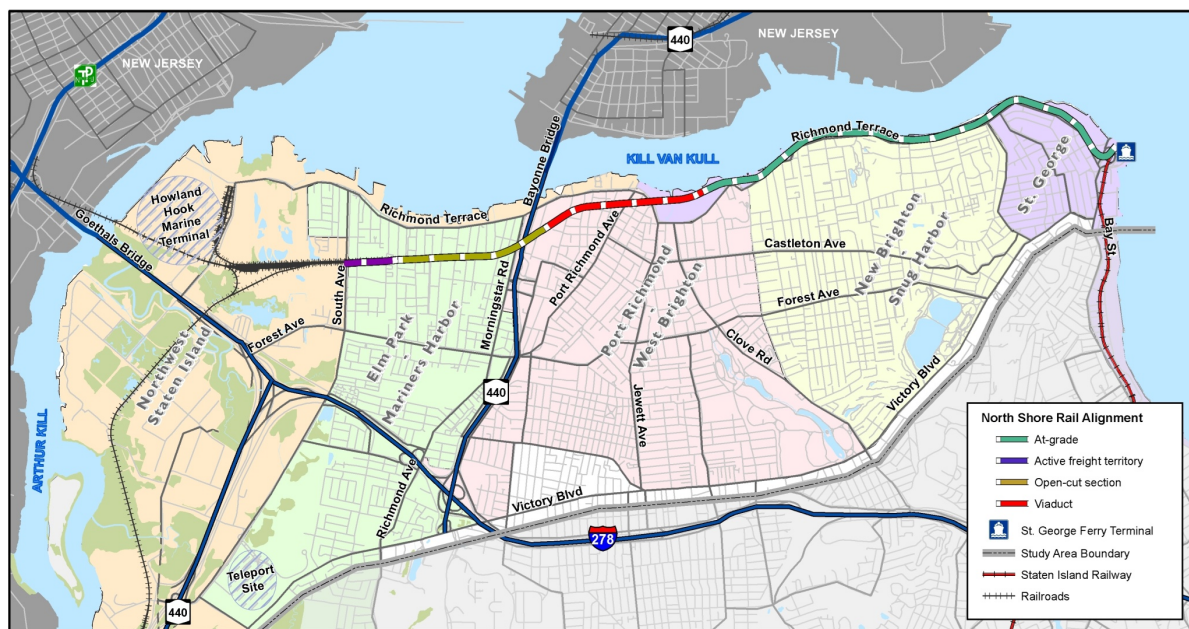 NEW JERSEY
440
NEW JERSEY
TP
Richmond Terrace
Bayonne Bridge
KILL VAN KULL
St. George
Howland
Hook
Marine
Terminal
Richmond Terrace
Goethals Bridge
Bay St
Castleton Ave
New Brighton
-
Snug Harbor
South Ave
Port Richmond Ave
Morningstar Rd
Forest Ave
Port Richmond
-
West Brighton
Forest Ave
Elm Park
-
Mariners Harbor
Northwest
Staten Island
Clove Rd
Victory Blvd
440
Jewett Ave
ARTHUR KILL
Richmond Ave
Victory Blvd
278
Teleport
Site
440
North Shore Rail Alignment
At-grade
Active freight territory
Open-cut section
Viaduct
St. George Ferry Terminal
Study Area Boundary
Staten Island Railway
Railroads